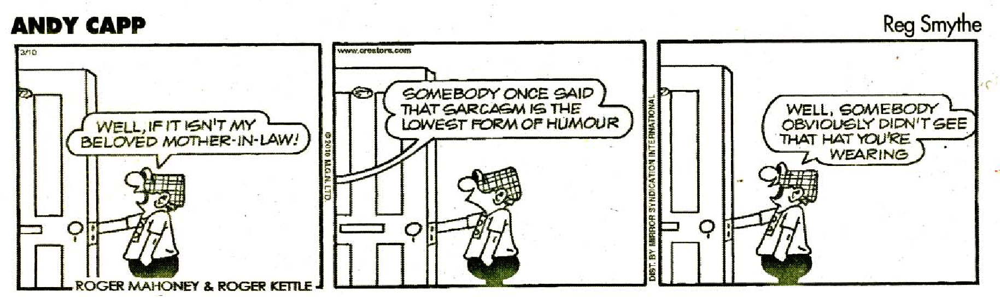 ANDY CAPP
Reg Smythe
3/10
WELL, IF IT ISN'T MY
BELOVED MOTHER-IN-LAW!
ROGER MAHONEY & ROGER KETTLE
© 2010 M.G.N. LTD.
www.creators.com
SOMEBODY ONCE SAID
THAT SARCASM IS THE
LOWEST FORM OF HUMOUR
DIST. BY MIRROR SYNDICATION INTERNATIONAL
WELL, SOMEBODY
OBVIOUSLY DIDN'T SEE
THAT HAT YOU'RE
WEARING